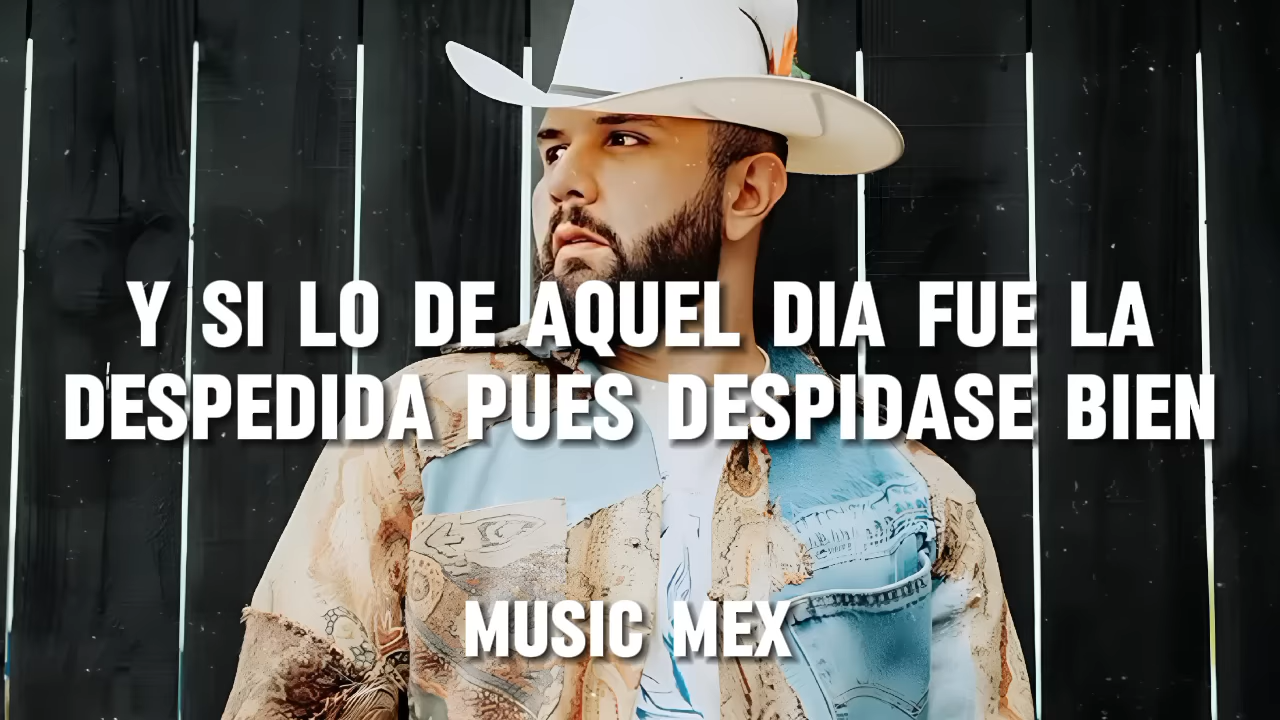 Y SI LO DE AQUEL DIA FUE LA
DESPEDIDA PUES DESPIDASE BIEN
MUSIC MEX